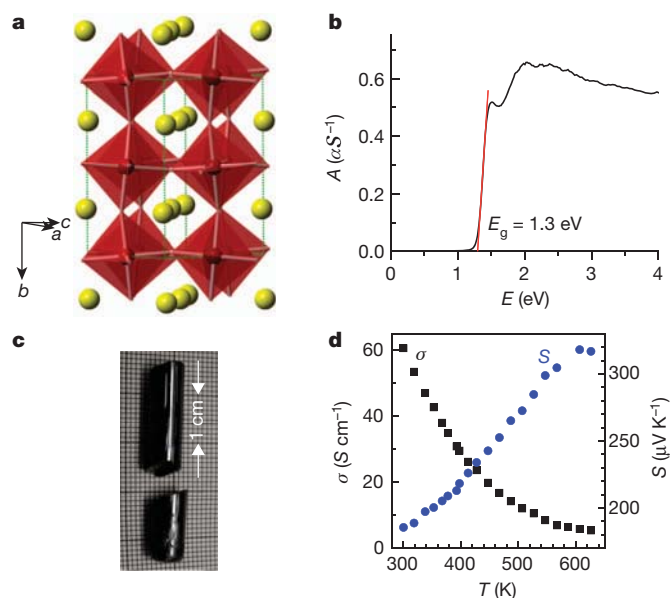 a
c
a
b
b
A (αS⁻¹)
0.6
0.4
0.2
0.0
E_g = 1.3 eV
0 1 2 3 4
E (eV)
c
1 cm
d
σ (S cm⁻¹)
60
40
20
0
σ
S
300
250
200
S (μV K⁻¹)
300 400 500 600
T (K)